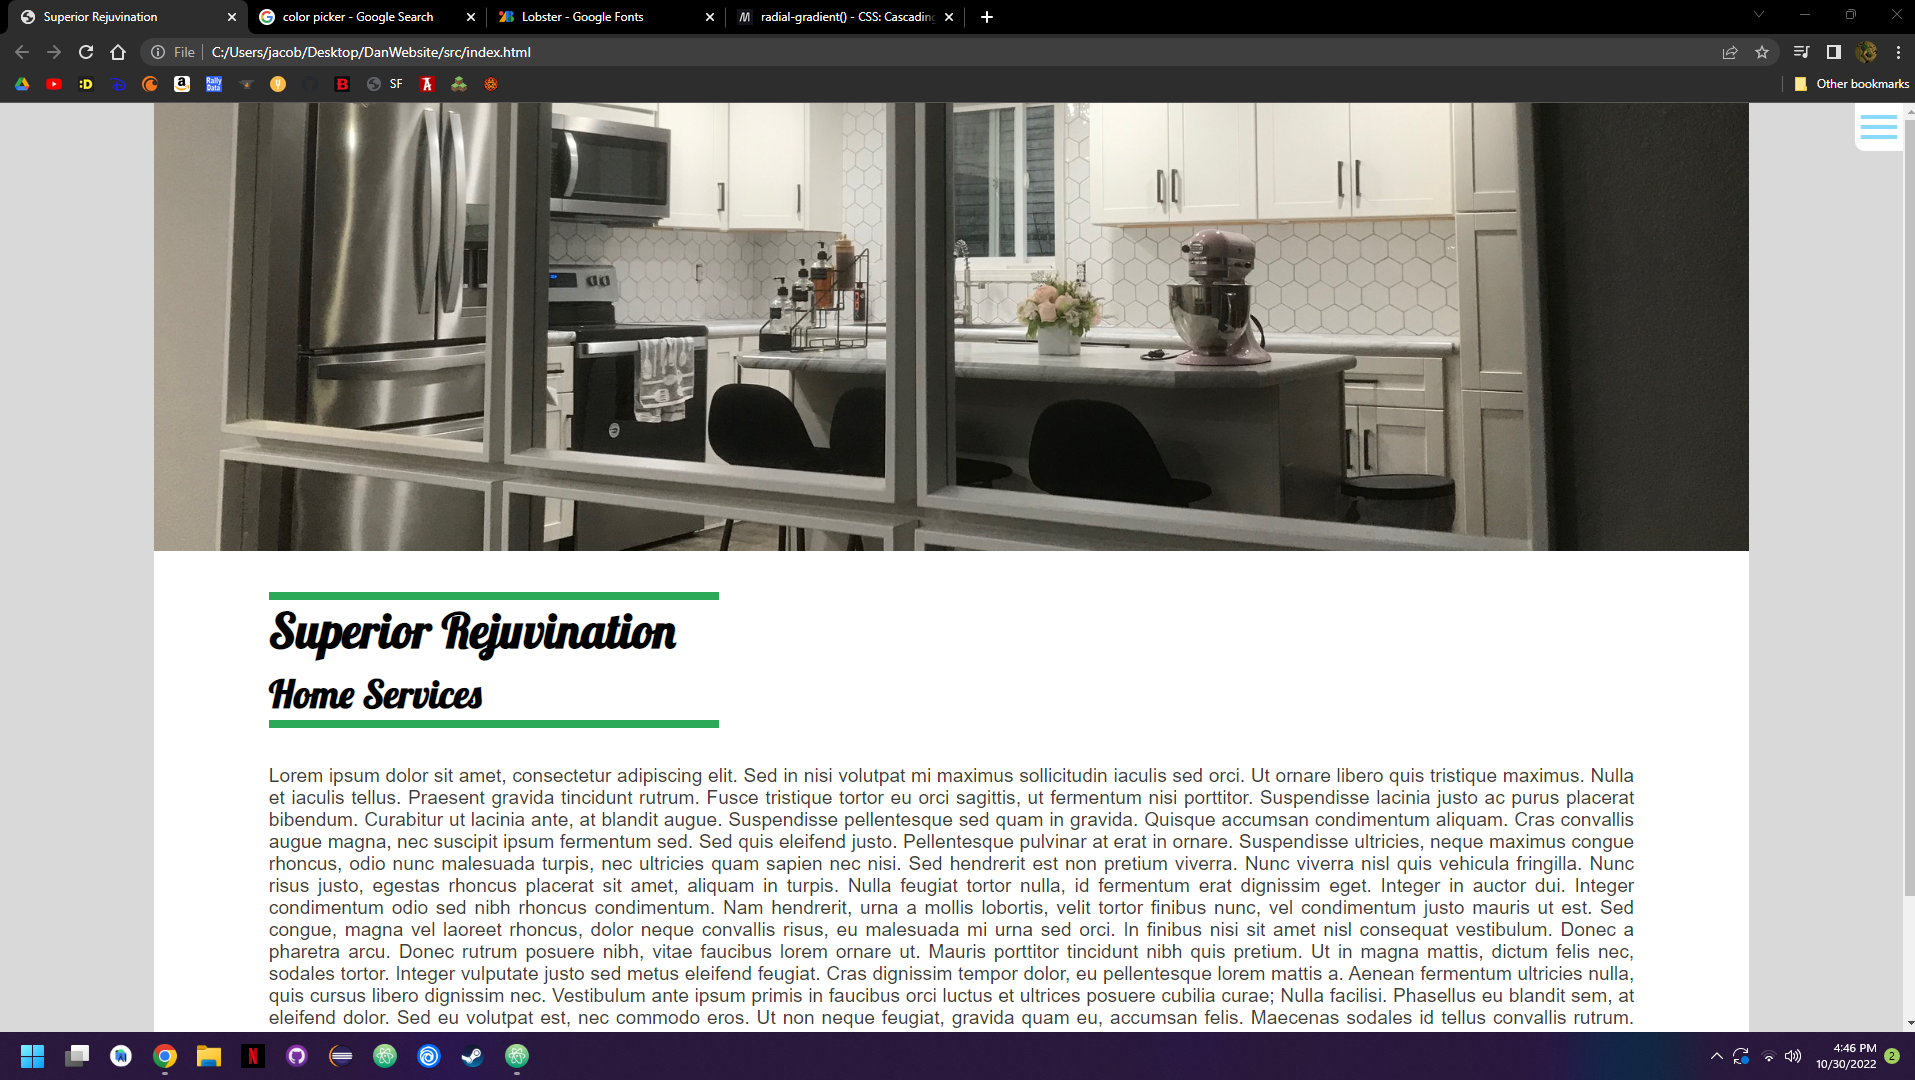 Superior Rejuvination
color picker - Google Search
Lobster - Google Fonts
radial-gradient() - CSS: Cascading
File
C:/Users/jacob/Desktop/DanWebsite/src/index.html
:D
a
Rally Data
B
SF
Other bookmarks
Superior Rejuvination
Home Services
Lorem ipsum dolor sit amet, consectetur adipiscing elit. Sed in nisi volutpat mi maximus sollicitudin iaculis sed orci. Ut ornare libero quis tristique maximus. Nulla
et iaculis tellus. Praesent gravida tincidunt rutrum. Fusce tristique tortor eu orci sagittis, ut fermentum nisi porttitor. Suspendisse lacinia justo ac purus placerat
bibendum. Curabitur ut lacinia ante, at blandit augue. Suspendisse pellentesque sed quam in gravida. Quisque accumsan condimentum aliquam. Cras convallis
augue magna, nec suscipit ipsum fermentum sed. Sed quis eleifend justo. Pellentesque pulvinar at erat in ornare. Suspendisse ultricies, neque maximus congue
rhoncus, odio nunc malesuada turpis, nec ultricies quam sapien nec nisi. Sed hendrerit est non pretium viverra. Nunc viverra nisl quis vehicula fringilla. Nunc
risus justo, egestas rhoncus placerat sit amet, aliquam in turpis. Nulla feugiat tortor nulla, id fermentum erat dignissim eget. Integer in auctor dui. Integer
condimentum odio sed nibh rhoncus condimentum. Nam hendrerit, urna a mollis lobortis, velit tortor finibus nunc, vel condimentum justo mauris ut est. Sed
congue, magna vel laoreet rhoncus, dolor neque convallis risus, eu malesuada mi urna sed orci. In finibus nisi sit amet nisl consequat vestibulum. Donec a
pharetra arcu. Donec rutrum posuere nibh, vitae faucibus lorem ornare ut. Mauris porttitor tincidunt nibh quis pretium. Ut in magna mattis, dictum felis nec,
sodales tortor. Integer vulputate justo sed metus eleifend feugiat. Cras dignissim tempor dolor, eu pellentesque lorem mattis a. Aenean fermentum ultricies nulla,
quis cursus libero dignissim nec. Vestibulum ante ipsum primis in faucibus orci luctus et ultrices posuere cubilia curae; Nulla facilisi. Phasellus eu blandit sem, at
eleifend dolor. Sed eu volutpat est, nec commodo eros. Ut non neque feugiat, gravida quam eu, accumsan felis. Maecenas sodales id tellus convallis rutrum.
N
4:46 PM
10/30/2022
2